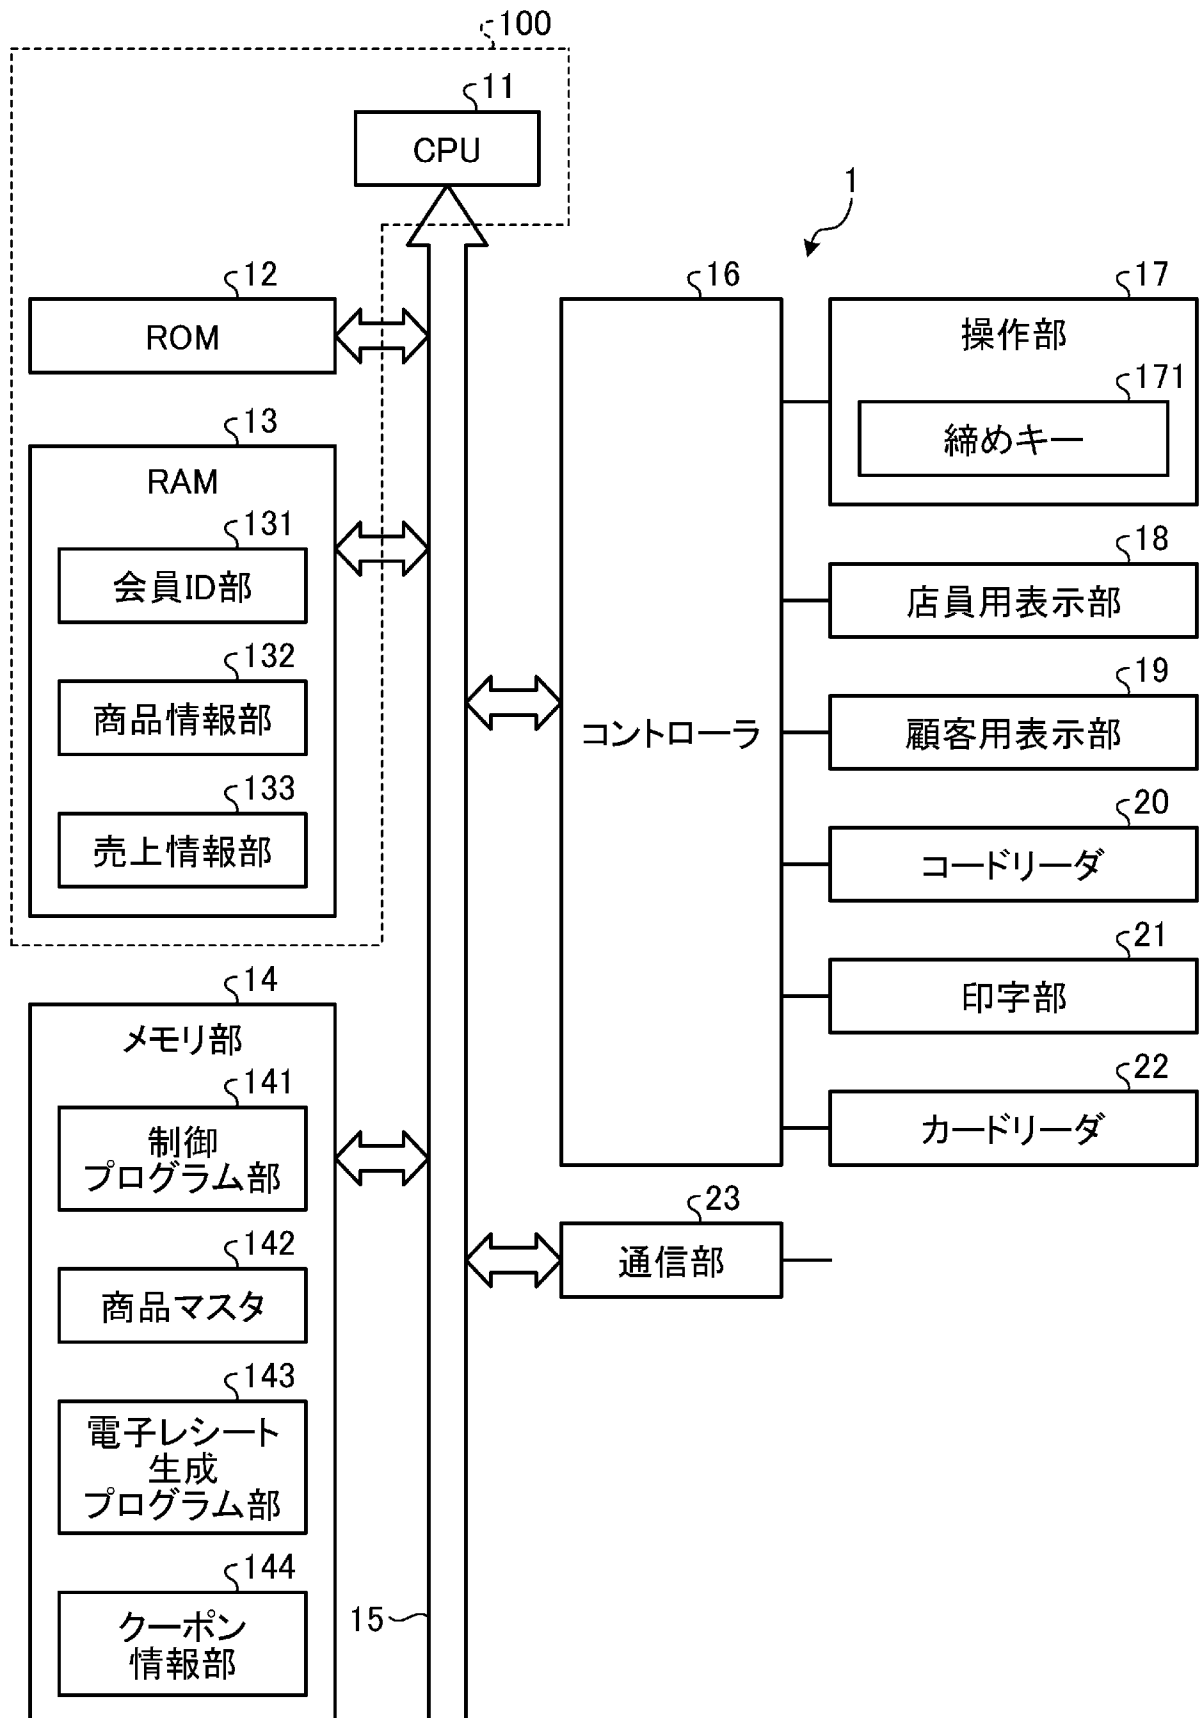 100
11
CPU
1
12
ROM
13
RAM
131
会員ID部
132
商品情報部
133
売上情報部
14
メモリ部
141
制御
プログラム部
142
商品マスタ
143
電子レシート
生成
プログラム部
144
クーポン
情報部
15
16
コントローラ
17
操作部
171
締めキー
18
店員用表示部
19
顧客用表示部
20
コードリーダ
21
印字部
22
カードリーダ
23
通信部